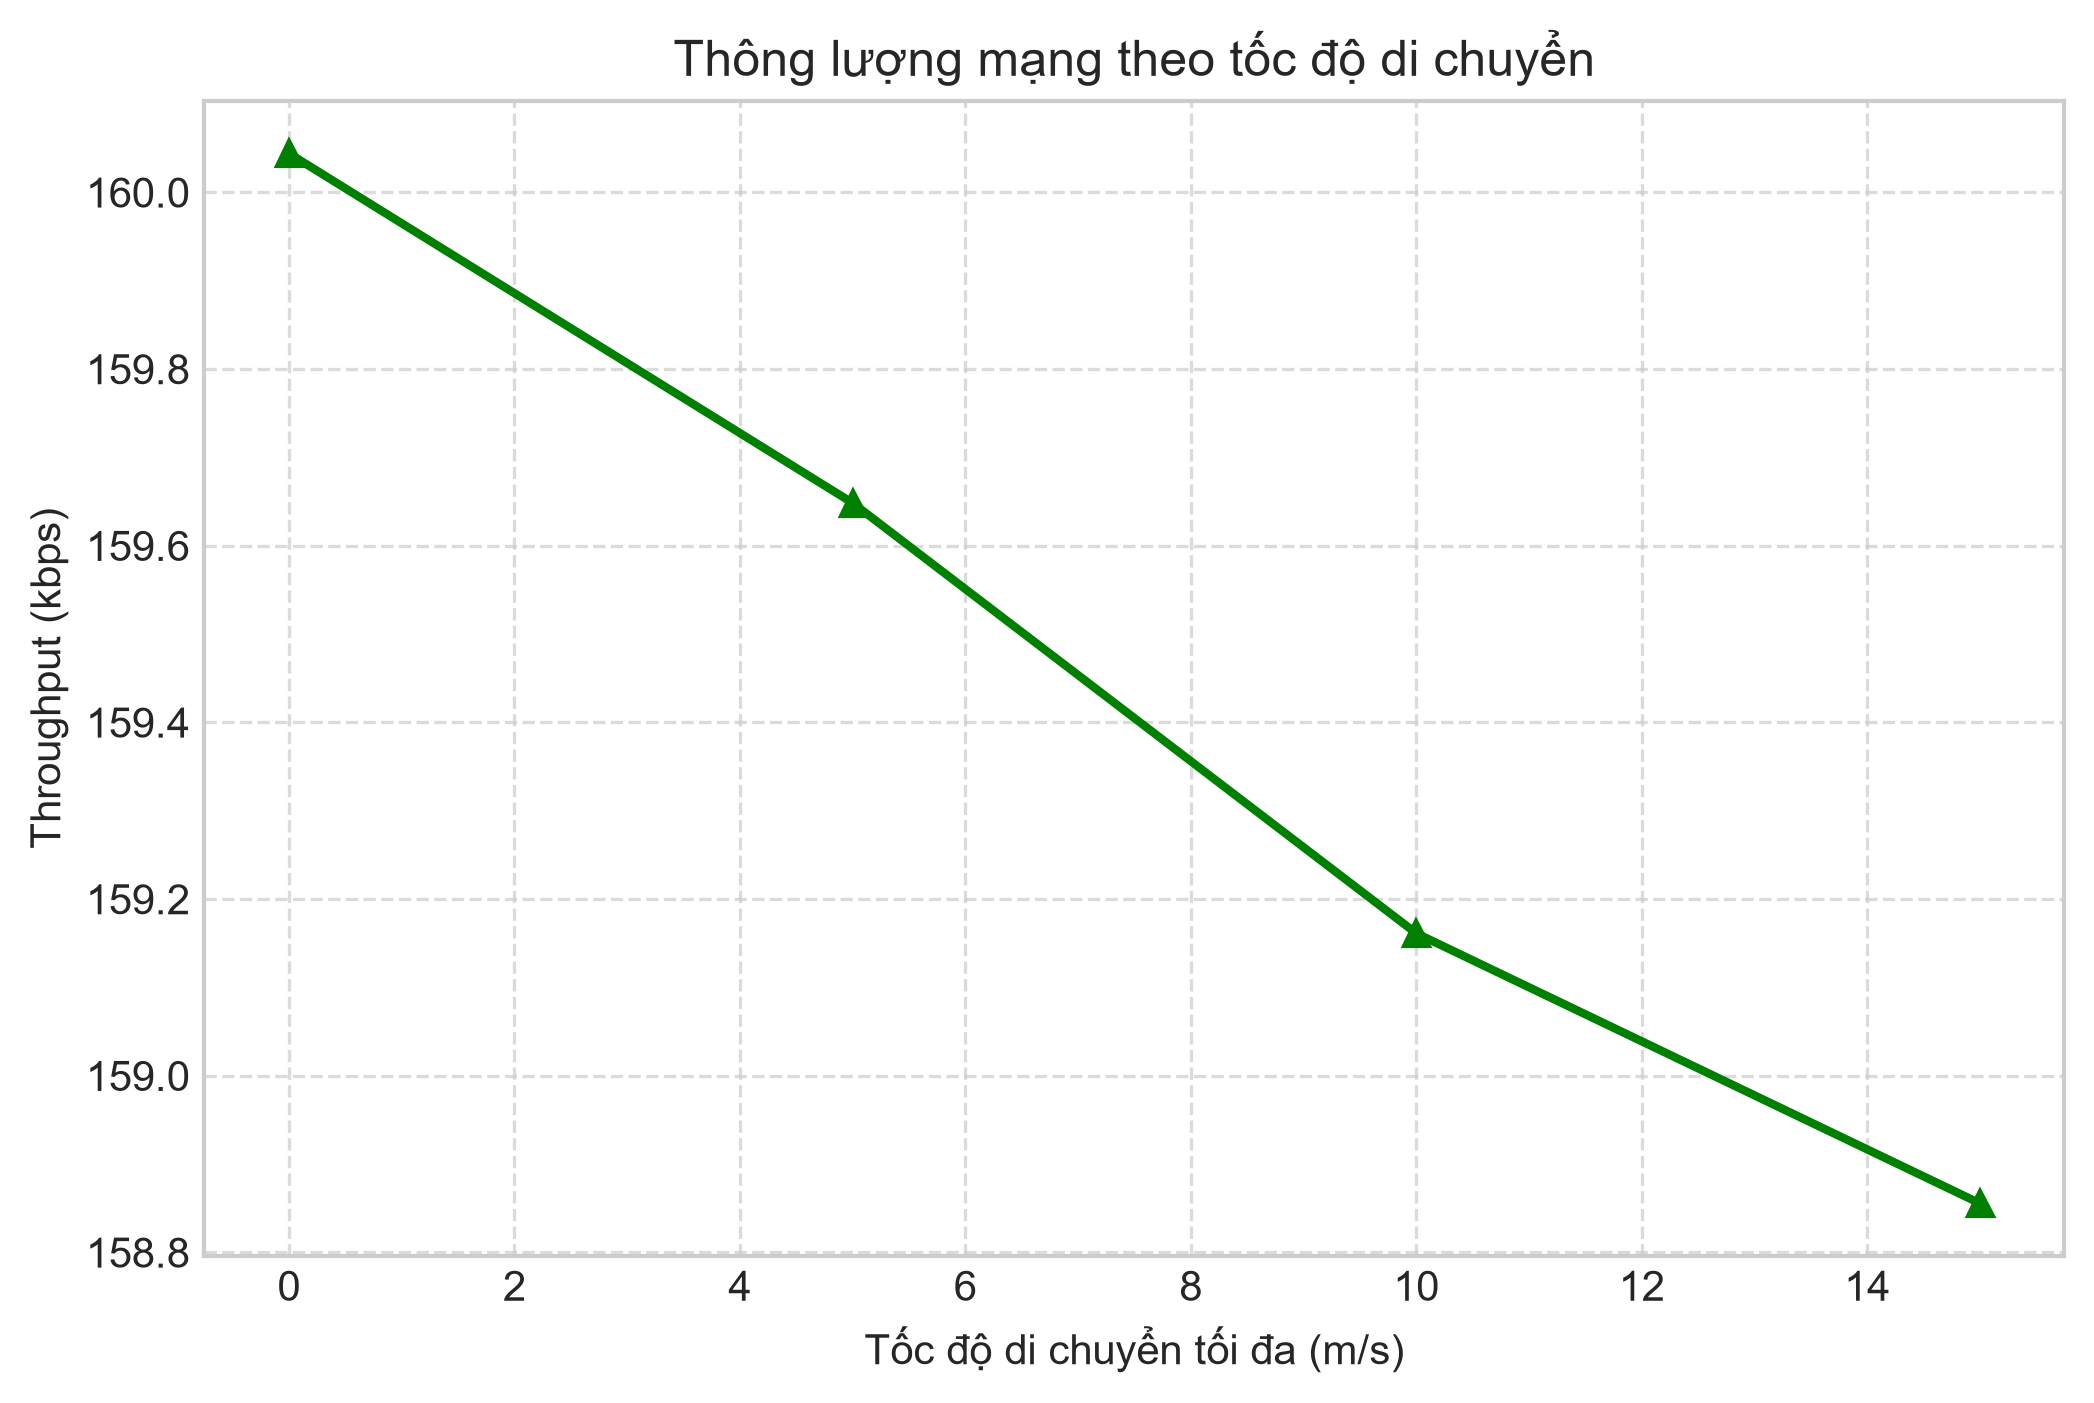 Thông lượng mạng theo tốc độ di chuyển
Throughput (kbps)
160.0
159.8
159.6
159.4
159.2
159.0
158.8
0 2 4 6 8 10 12 14
Tốc độ di chuyển tối đa (m/s)